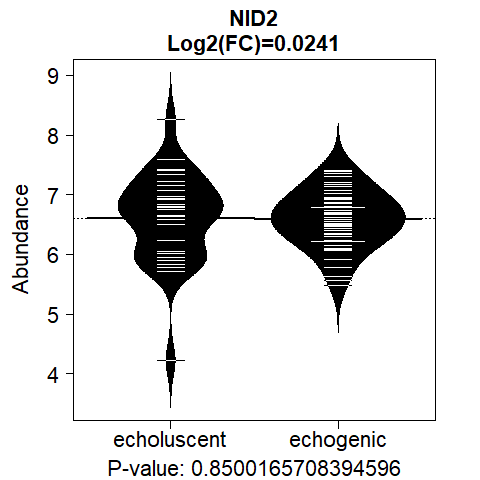 NID2
Log2(FC)=0.0241
Abundance
9
8
7
6
5
4
echoluscent echogenic
P-value: 0.8500165708394596